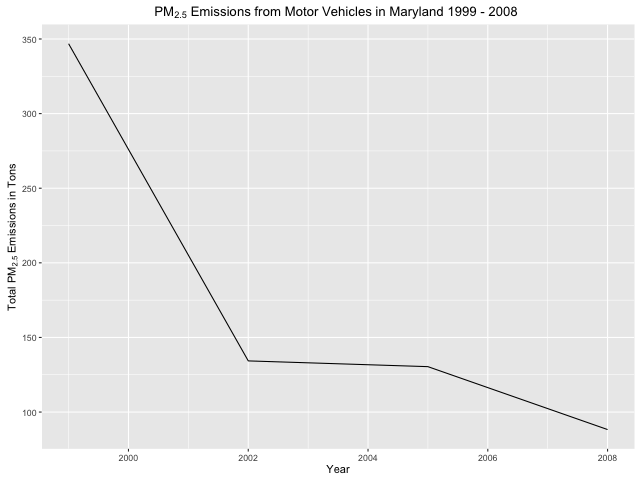 PM2.5 Emissions from Motor Vehicles in Maryland 1999 - 2008
Total PM2.5 Emissions in Tons
350
300
250
200
150
100
2000 2002 2004 2006 2008
Year